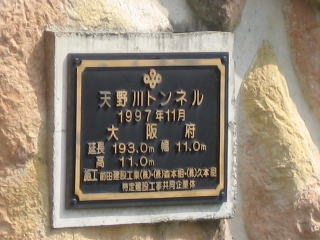 天野川トンネル
1997年11月
大阪府
延長 193.0m 幅 11.0m
高 11.0m
施工 前田建設工業(株)・(株)森本組・(株)久本組
特定建設工事共同企業体